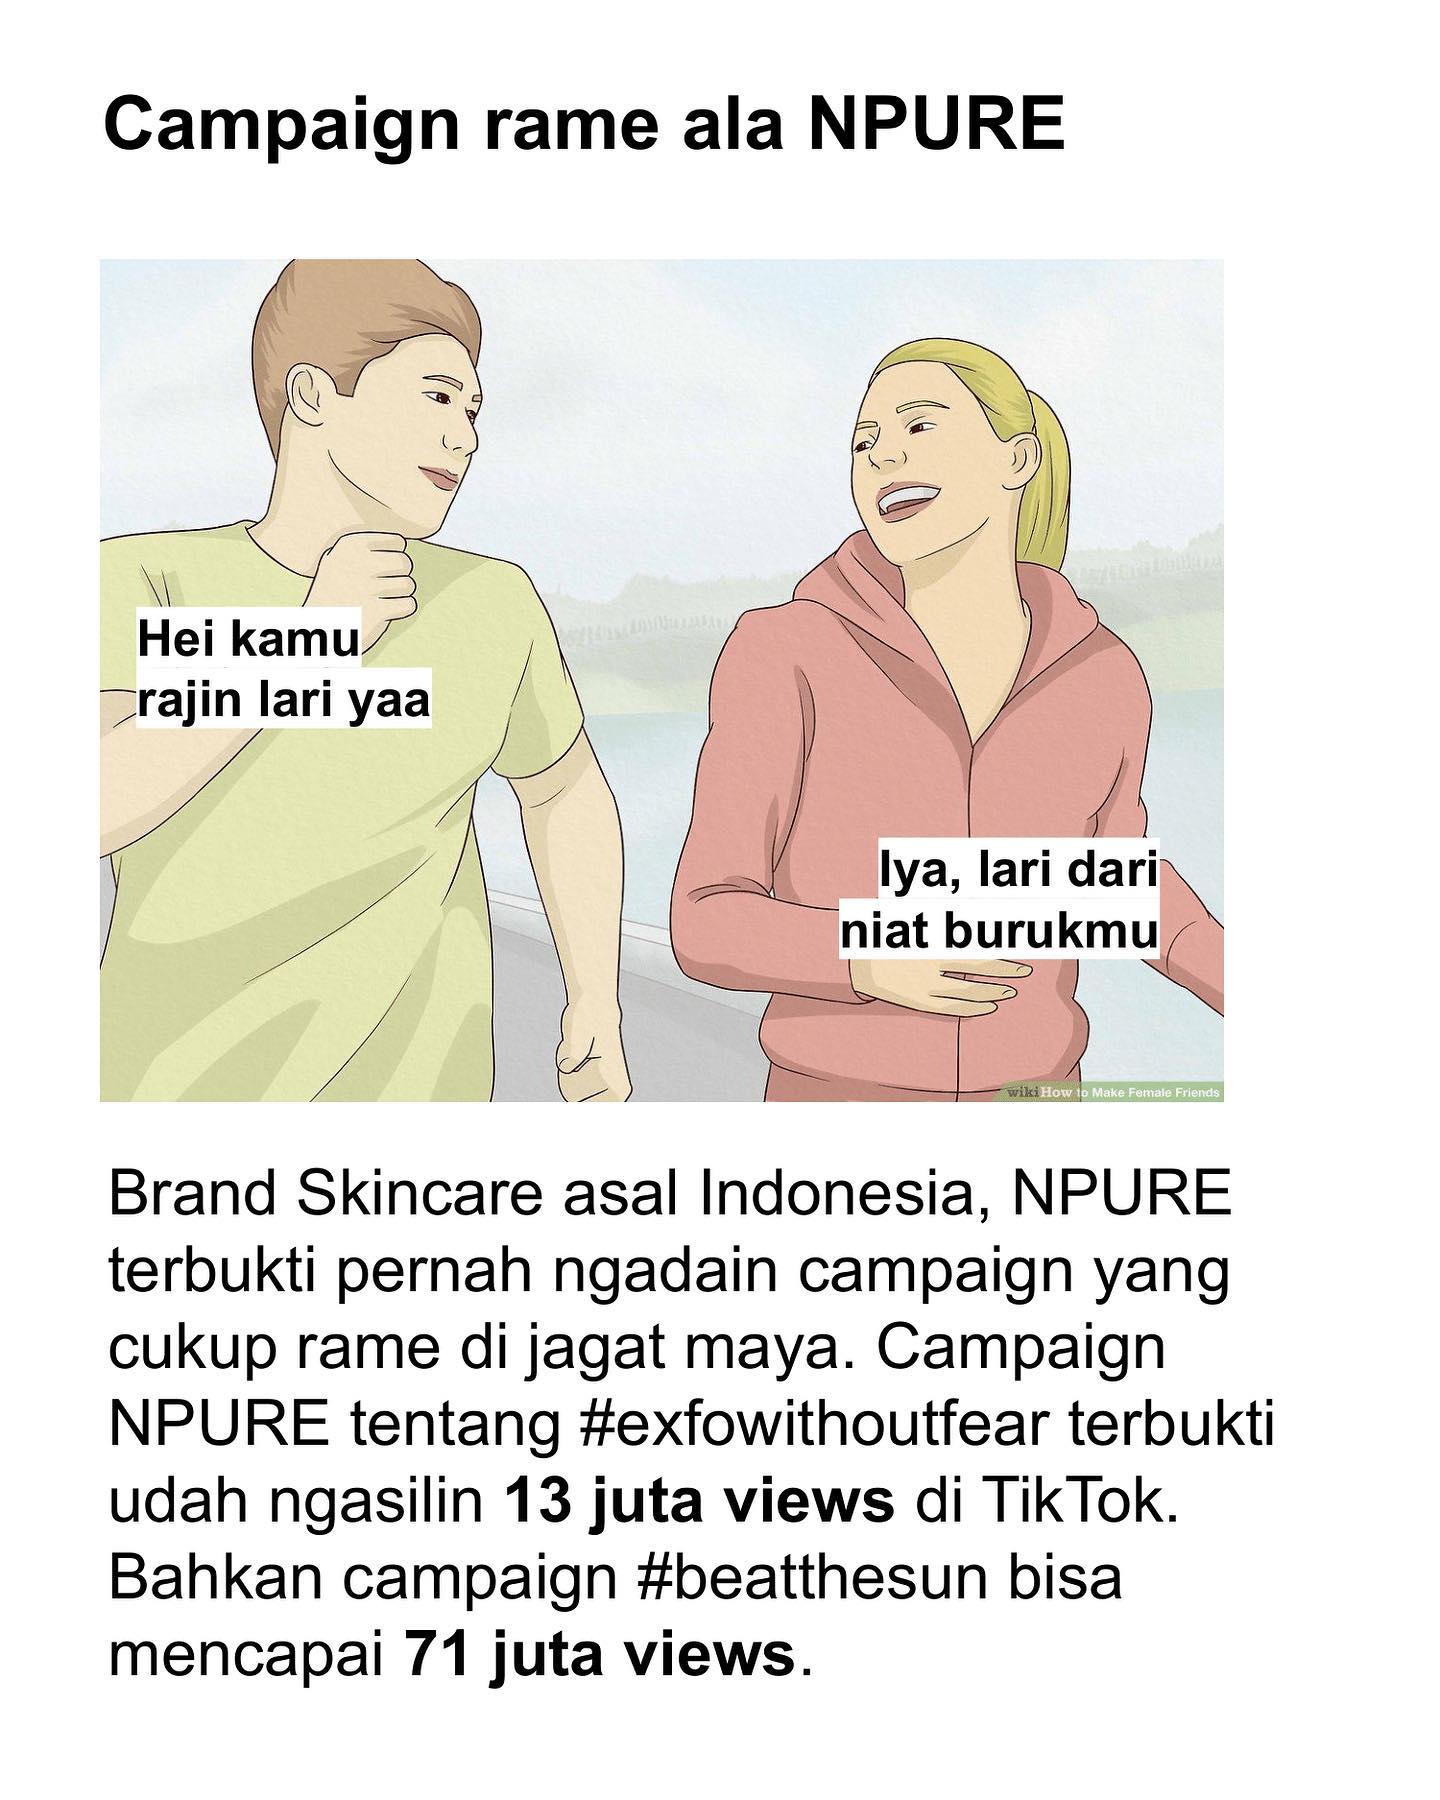 Campaign rame ala NPURE
Hei kamu
rajin lari yaa
Iya, lari dari
niat burukmu
wikiHow to Make Female Friends
Brand Skincare asal Indonesia, NPURE
terbukti pernah ngadain campaign yang
cukup rame di jagat maya. Campaign
NPURE tentang #exfowithoutfear terbukti
udah ngasilin 13 juta views di TikTok.
Bahkan campaign #beatthesun bisa
mencapai 71 juta views.